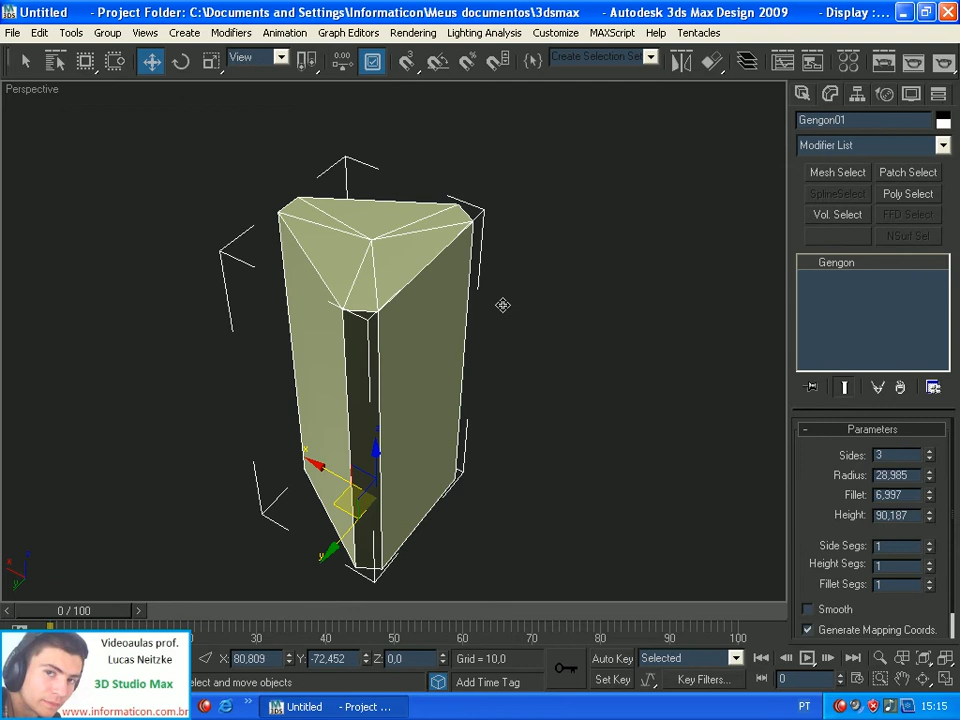 Untitled - Project Folder: C:\Documents and Settings\Informaticon\Meus documentos\3dsmax - Autodesk 3ds Max Design 2009 - Display :...
File Edit Tools Group Views Create Modifiers Animation Graph Editors Rendering Lighting Analysis Customize MAXScript Help Tentacles
View Create Selection Set
Perspective
Gengon01
Modifier List
Mesh Select Patch Select
SplineSelect Poly Select
Vol. Select FFD Select
NSurf Sel
Gengon
- Parameters
Sides: 3
Radius: 28,985
Fillet: 6,997
Height: 90,187
Side Segs: 1
Height Segs: 1
Fillet Segs: 1
Smooth
Generate Mapping Coords.
x
z
y
x
z
y
< 0 / 100 >
30 40 50 60 70 80 90 100
X: 80,809 Y: -72,452 Z: 0,0 Grid = 10,0 Auto Key Selected
select and move objects Add Time Tag Set Key Key Filters... 0
Videoaulas prof.
Lucas Neitzke
3D Studio Max
www.informaticon.com.br
» Untitled - Project ... PT 15:15